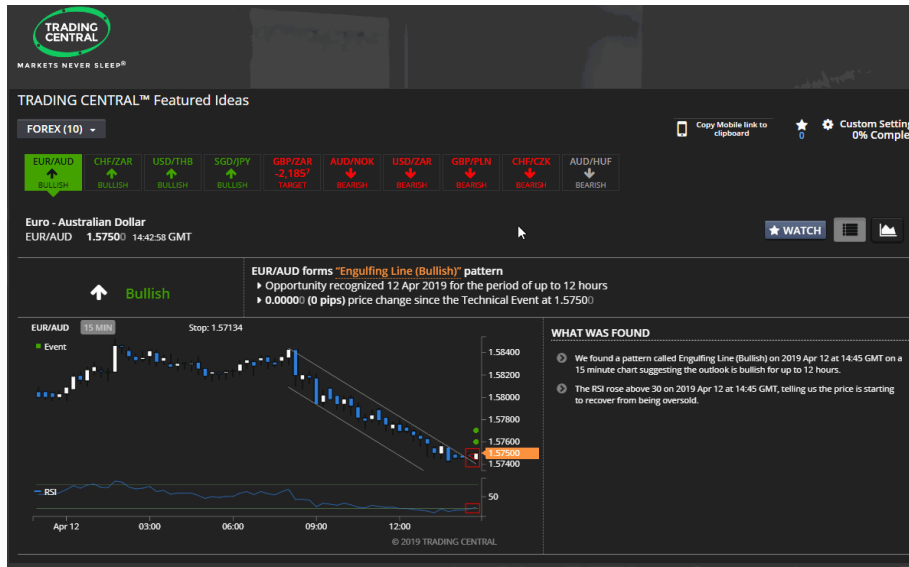 TRADING
CENTRAL
MARKETS NEVER SLEEP®
TRADING CENTRAL™ Featured Ideas
FOREX (10)
Copy Mobile link to
clipboard
0
Custom Setting
0% Comple
EUR/AUD CHF/ZAR USD/THB SGD/JPY GBP/ZAR AUD/NOK USD/ZAR GBP/PLN CHF/CZK AUD/HUF
-2,185⁷
BULLISH BULLISH BULLISH BULLISH TARGET BEARISH BEARISH BEARISH BEARISH BEARISH
Euro - Australian Dollar
EUR/AUD 1.57500 14:42:58 GMT
WATCH
Bullish
EUR/AUD forms "Engulfing Line (Bullish)" pattern
Opportunity recognized 12 Apr 2019 for the period of up to 12 hours
0.00000 (0 pips) price change since the Technical Event at 1.57500
EUR/AUD 15 MIN Stop: 1.57134
Event
1.58400
1.58200
1.58000
1.57800
1.57600
1.57500
1.57400
RSI
50
Apr 12 03:00 06:00 09:00 12:00
© 2019 TRADING CENTRAL
WHAT WAS FOUND
We found a pattern called Engulfing Line (Bullish) on 2019 Apr 12 at 14:45 GMT on a
15 minute chart suggesting the outlook is bullish for up to 12 hours.
The RSI rose above 30 on 2019 Apr 12 at 14:45 GMT, telling us the price is starting
to recover from being oversold.